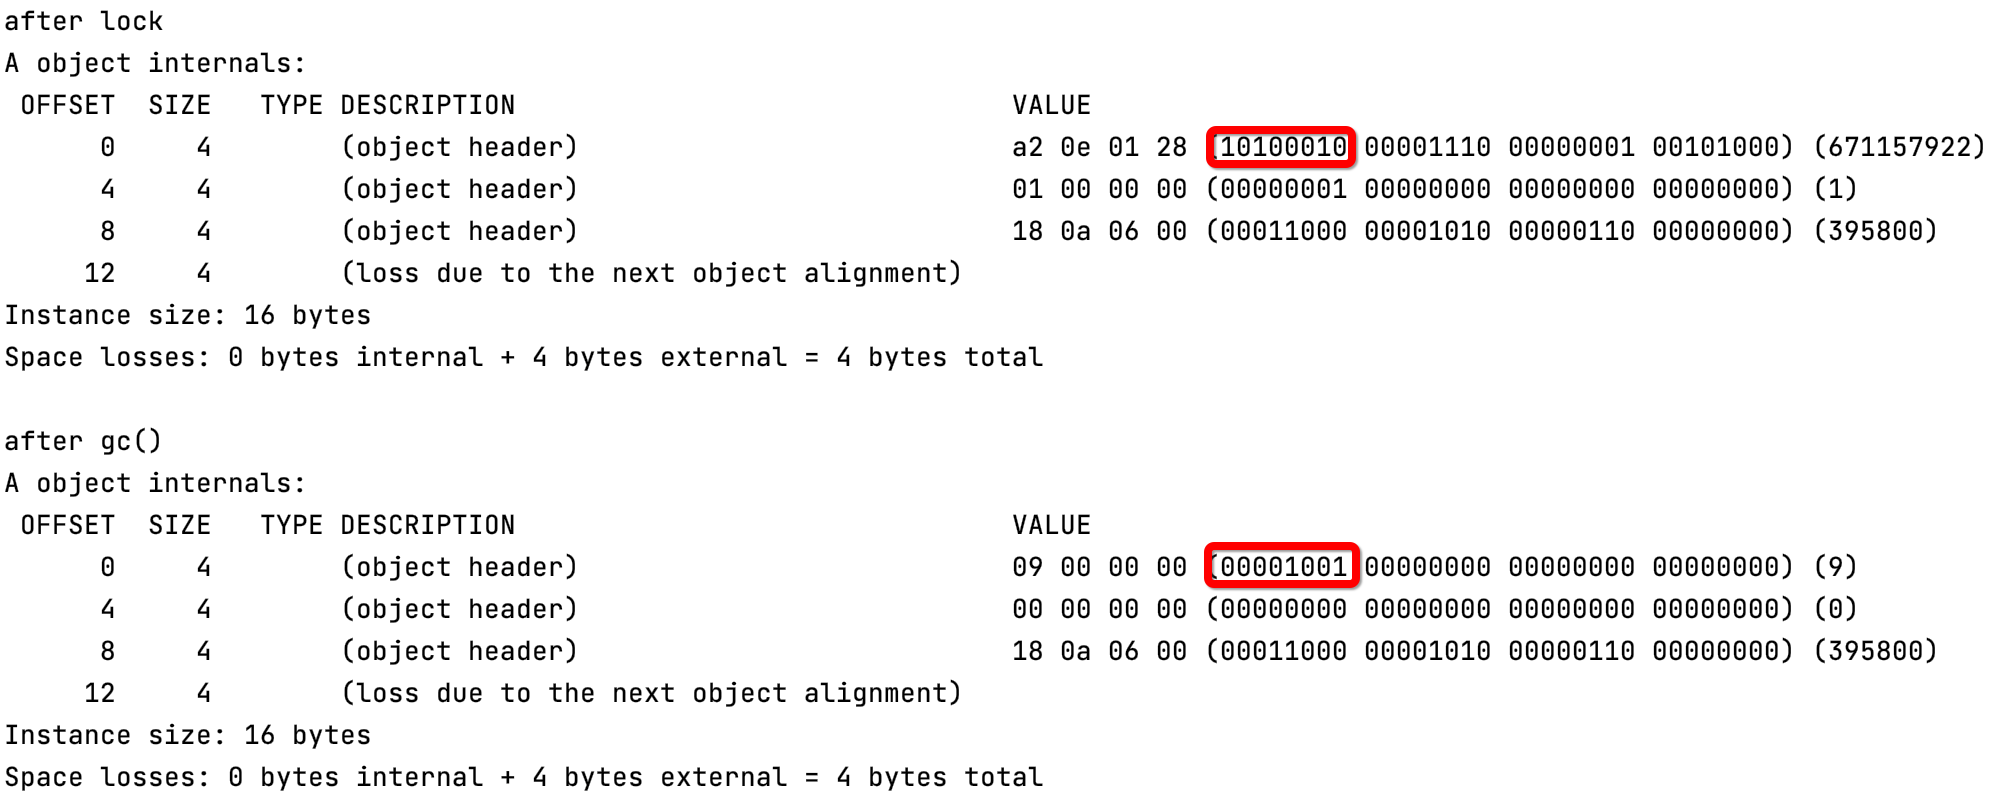 after lock
A object internals:
 OFFSET  SIZE   TYPE DESCRIPTION                               VALUE
      0     4        (object header)                           a2 0e 01 28 (10100010 00001110 00000001 00101000) (671157922)
      4     4        (object header)                           01 00 00 00 (00000001 00000000 00000000 00000000) (1)
      8     4        (object header)                           18 0a 06 00 (00011000 00001010 00000110 00000000) (395800)
     12     4        (loss due to the next object alignment)
Instance size: 16 bytes
Space losses: 0 bytes internal + 4 bytes external = 4 bytes total

after gc()
A object internals:
 OFFSET  SIZE   TYPE DESCRIPTION                               VALUE
      0     4        (object header)                           09 00 00 00 (00001001 00000000 00000000 00000000) (9)
      4     4        (object header)                           00 00 00 00 (00000000 00000000 00000000 00000000) (0)
      8     4        (object header)                           18 0a 06 00 (00011000 00001010 00000110 00000000) (395800)
     12     4        (loss due to the next object alignment)
Instance size: 16 bytes
Space losses: 0 bytes internal + 4 bytes external = 4 bytes total